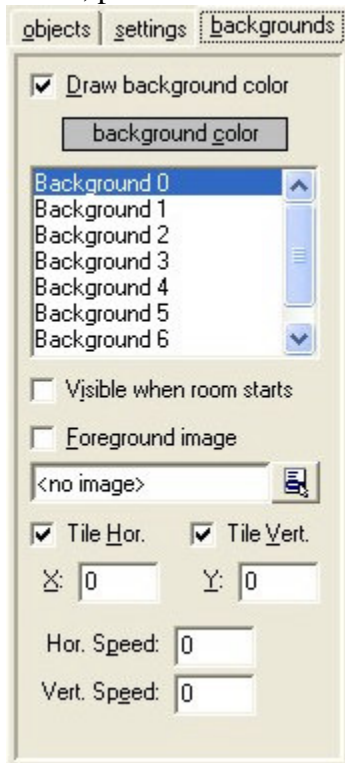 objects settings backgrounds
Draw background color
background color
Background 0
Background 1
Background 2
Background 3
Background 4
Background 5
Background 6
Visible when room starts
Foreground image
<no image>
Tile Hor. Tile Vert.
X: 0 Y: 0
Hor. Speed: 0
Vert. Speed: 0